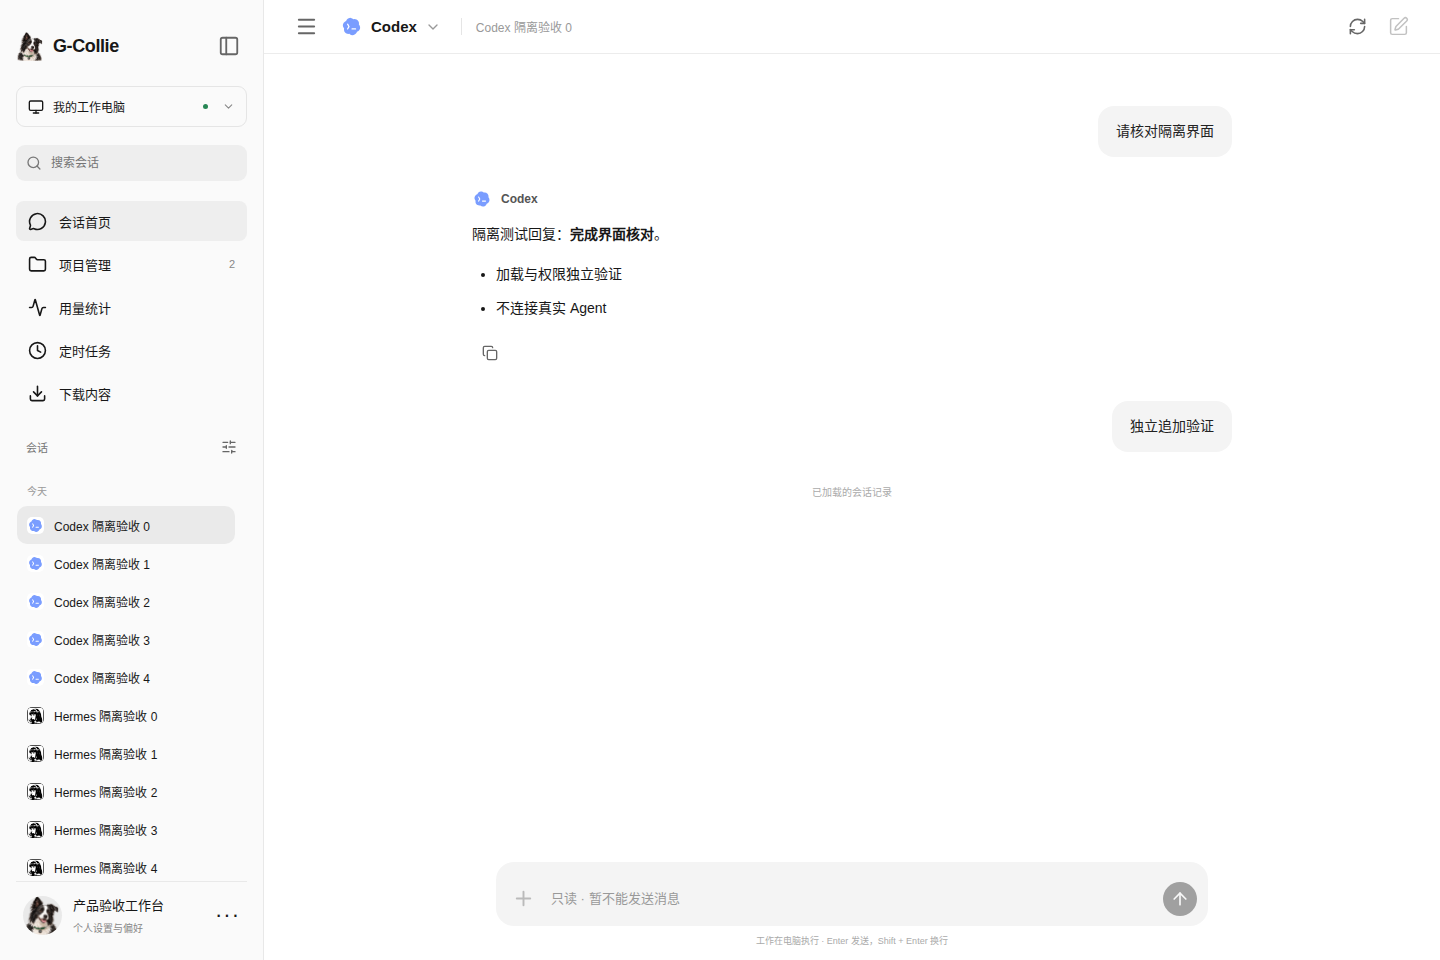 G-Collie
我的工作电脑
搜索会话
会话首页
项目管理 2
用量统计
定时任务
下载内容
会话
今天
Codex 隔离验收 0
Codex 隔离验收 1
Codex 隔离验收 2
Codex 隔离验收 3
Codex 隔离验收 4
Hermes 隔离验收 0
Hermes 隔离验收 1
Hermes 隔离验收 2
Hermes 隔离验收 3
Hermes 隔离验收 4
产品验收工作台
个人设置与偏好
Codex
Codex 隔离验收 0
请核对隔离界面
Codex
隔离测试回复：完成界面核对。
• 加载与权限独立验证
• 不连接真实 Agent
独立追加验证
已加载的会话记录
只读 · 暂不能发送消息
工作在电脑执行 · Enter 发送，Shift + Enter 换行